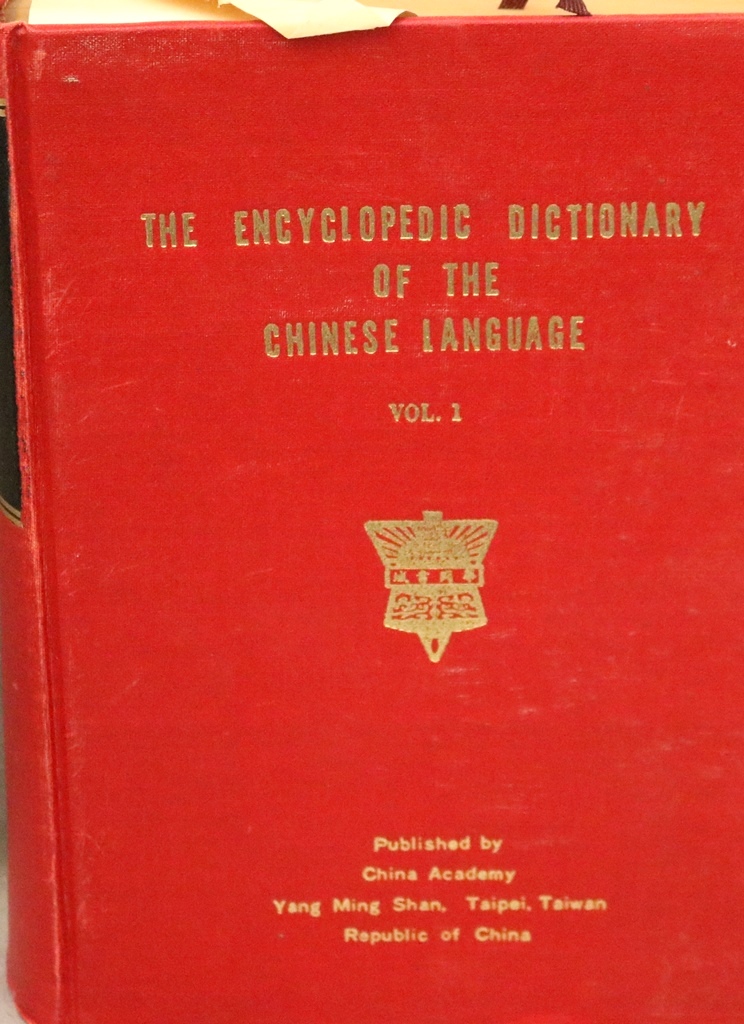 THE ENCYCLOPEDIC DICTIONARY
OF THE
CHINESE LANGUAGE
VOL. 1
Published by
China Academy
Yang Ming Shan, Taipei, Taiwan
Republic of China